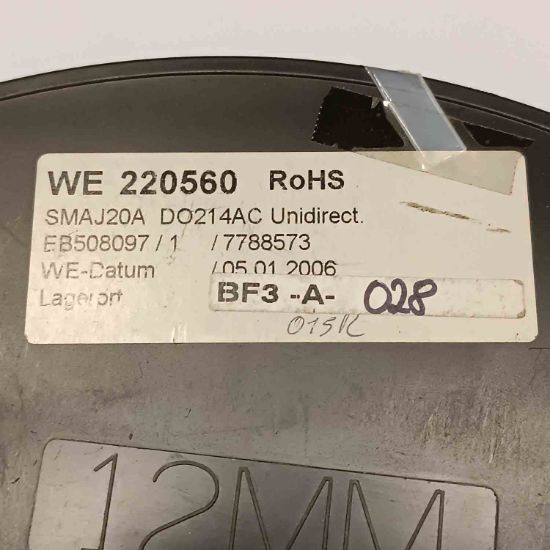 WE 220560 RoHS
SMAJ20A DO214AC Unidirect.
EB508097 / 1 / 7788573
WE-Datum / 05.01.2006
Lagerort BF3 -A- 028
015K
12MM